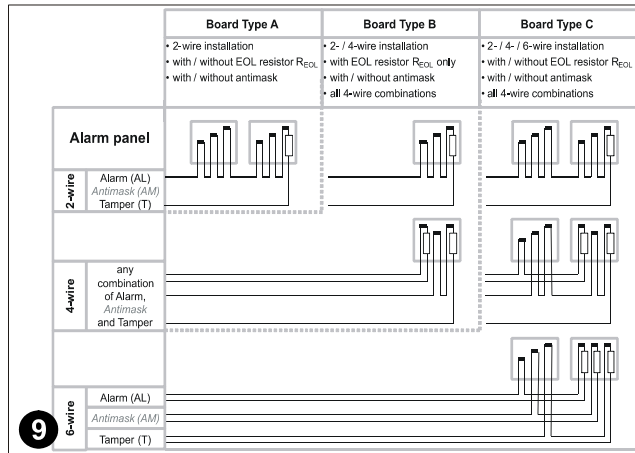 Board Type A
• 2-wire installation
• with / without EOL resistor REOL
• with / without antimask
Board Type B
• 2- / 4-wire installation
• with EOL resistor REOL only
• with / without antimask
• all 4-wire combinations
Board Type C
• 2- / 4- / 6-wire installation
• with / without EOL resistor REOL
• with / without antimask
• all 4-wire combinations
Alarm panel
2-wire
Alarm (AL)
Antimask (AM)
Tamper (T)
4-wire
any
combination
of Alarm,
Antimask
and Tamper
6-wire
Alarm (AL)
Antimask (AM)
Tamper (T)
9